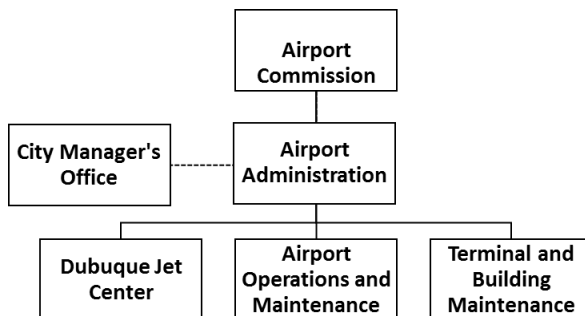 Airport
Commission
City Manager's
Office
Airport
Administration
Dubuque Jet
Center
Airport
Operations and
Maintenance
Terminal and
Building
Maintenance